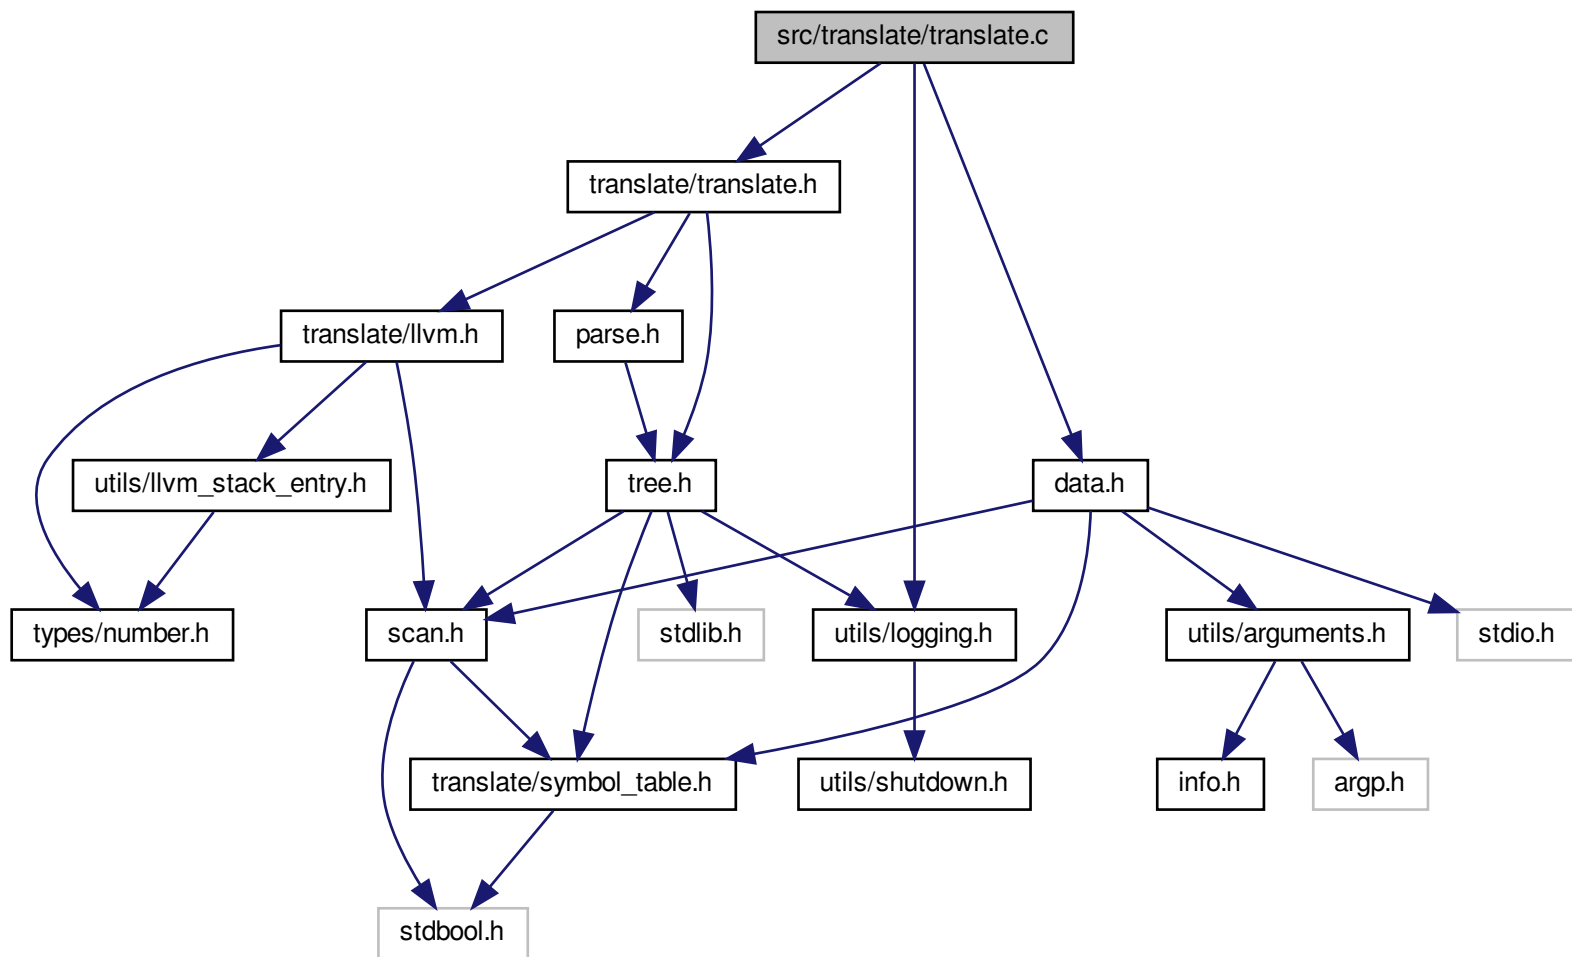 src/translate/translate.c
translate/translate.h
translate/llvm.h
parse.h
utils/llvm_stack_entry.h
tree.h
data.h
types/number.h
scan.h
stdlib.h
utils/logging.h
utils/arguments.h
stdio.h
translate/symbol_table.h
utils/shutdown.h
info.h
argp.h
stdbool.h